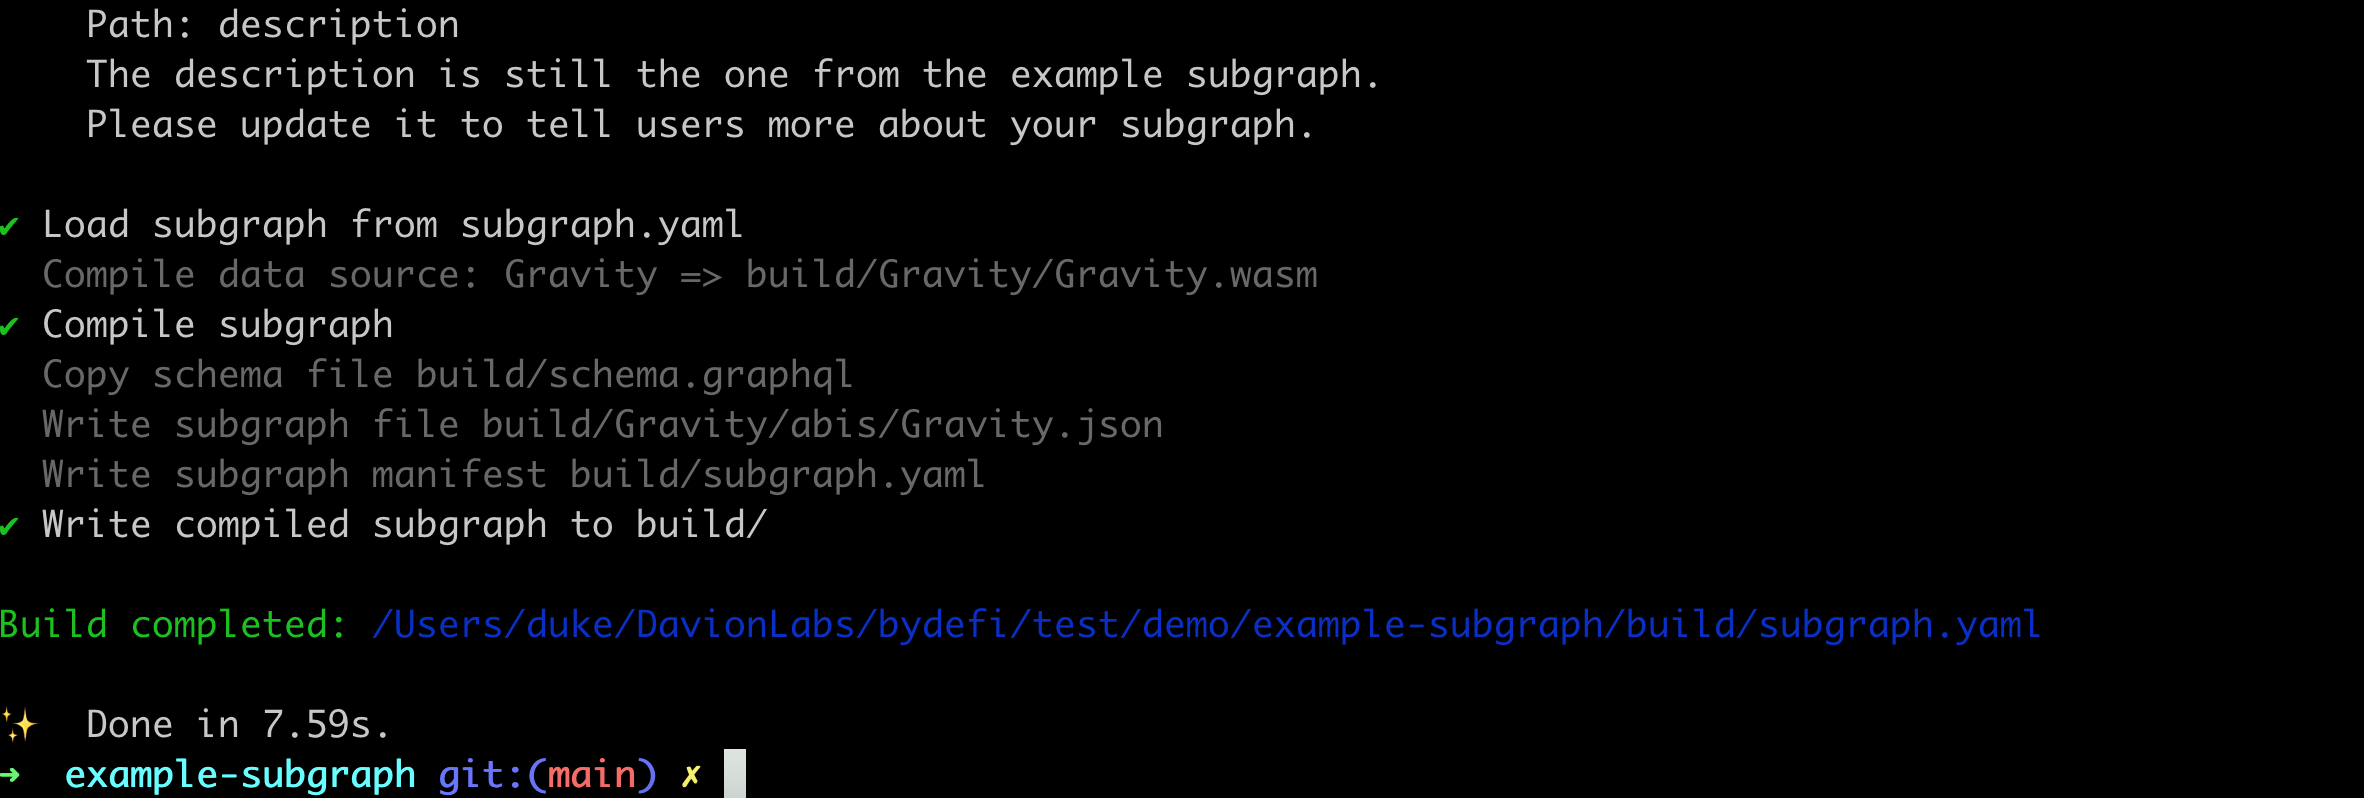 Path: description
The description is still the one from the example subgraph.
Please update it to tell users more about your subgraph.
✔ Load subgraph from subgraph.yaml
Compile data source: Gravity => build/Gravity/Gravity.wasm
✔ Compile subgraph
Copy schema file build/schema.graphql
Write subgraph file build/Gravity/abis/Gravity.json
Write subgraph manifest build/subgraph.yaml
✔ Write compiled subgraph to build/
Build completed: /Users/duke/DavionLabs/bydefi/test/demo/example-subgraph/build/subgraph.yaml
✨ Done in 7.59s.
➜ example-subgraph git:(main) ✗